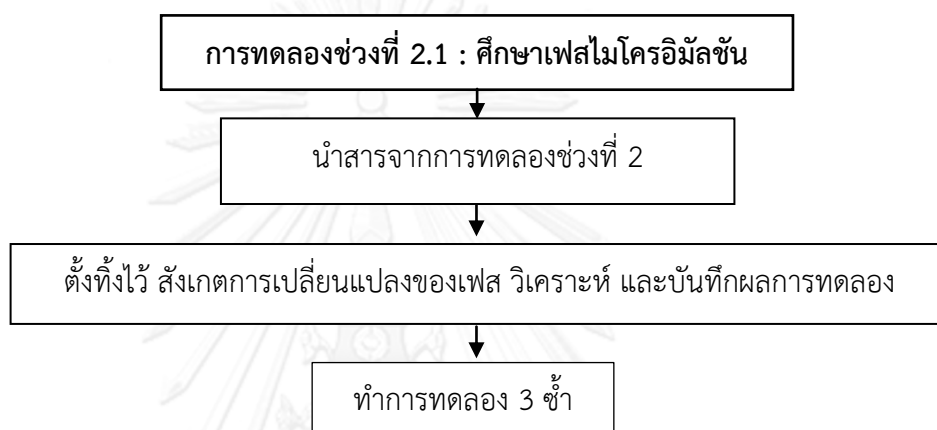 การทดลองช่วงที่ 2.1 : ศึกษาเฟสไมโครอิมัลชัน
นำสารจากการทดลองช่วงที่ 2
ตั้งทิ้งไว้ สังเกตการเปลี่ยนแปลงของเฟส วิเคราะห์ และบันทึกผลการทดลอง
ทำการทดลอง 3 ซ้ำ